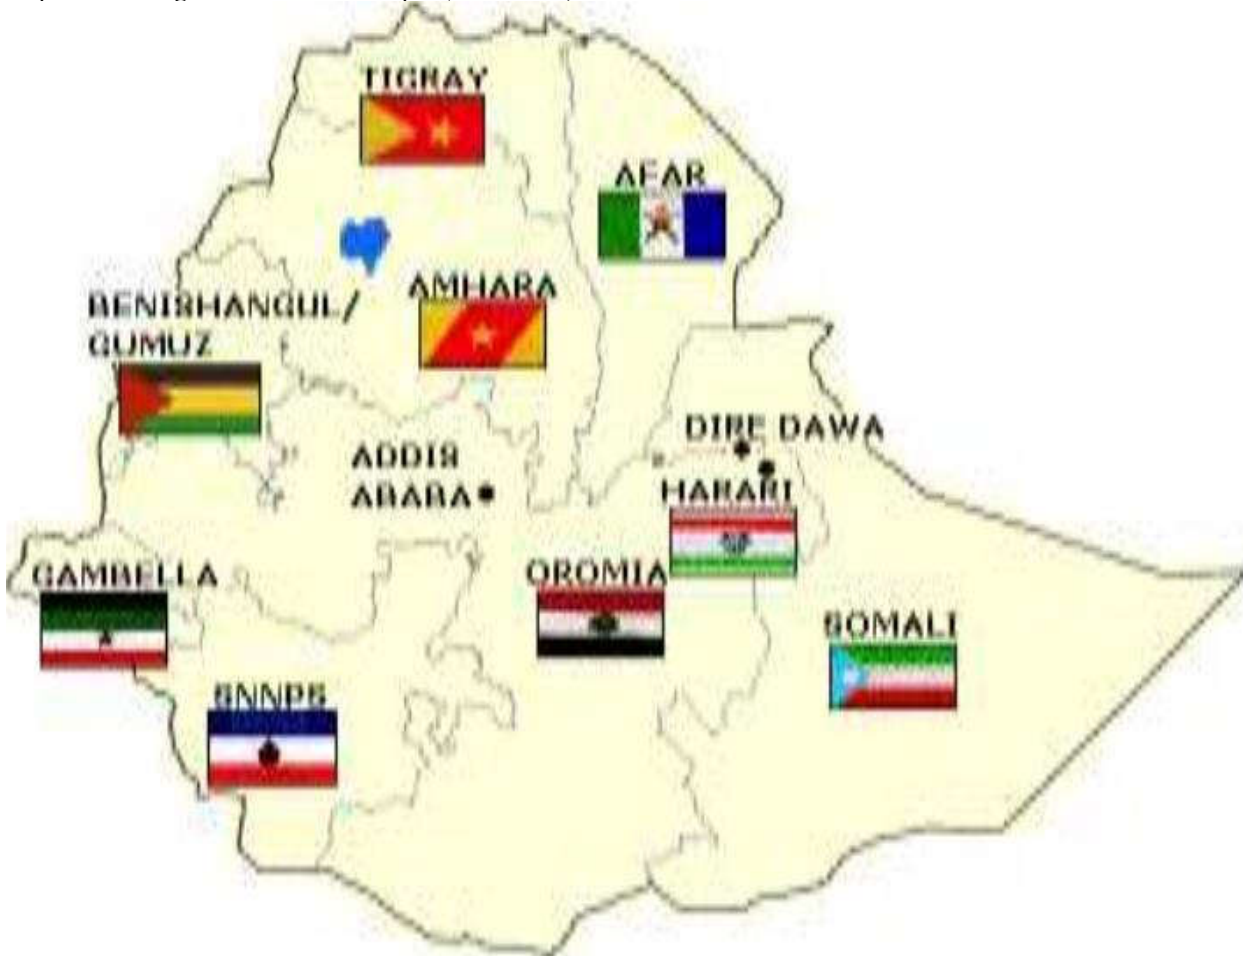 TIGRAY
AFAR
AMHARA
BENISHANGUL/
GUMUZ
DIRE DAWA
ADDIS
ABABA
HARARI
GAMBELLA
OROMIA
SOMALI
SNNPS